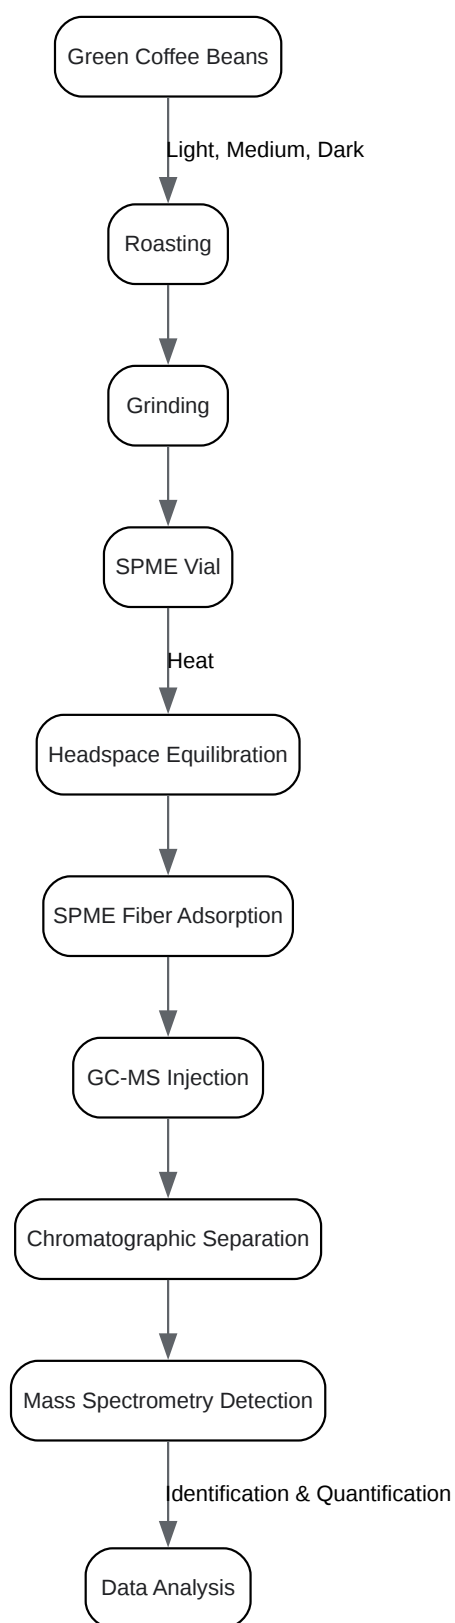 Green Coffee Beans
Light, Medium, Dark
Roasting
Grinding
SPME Vial
Heat
Headspace Equilibration
SPME Fiber Adsorption
GC-MS Injection
Chromatographic Separation
Mass Spectrometry Detection
Identification & Quantification
Data Analysis